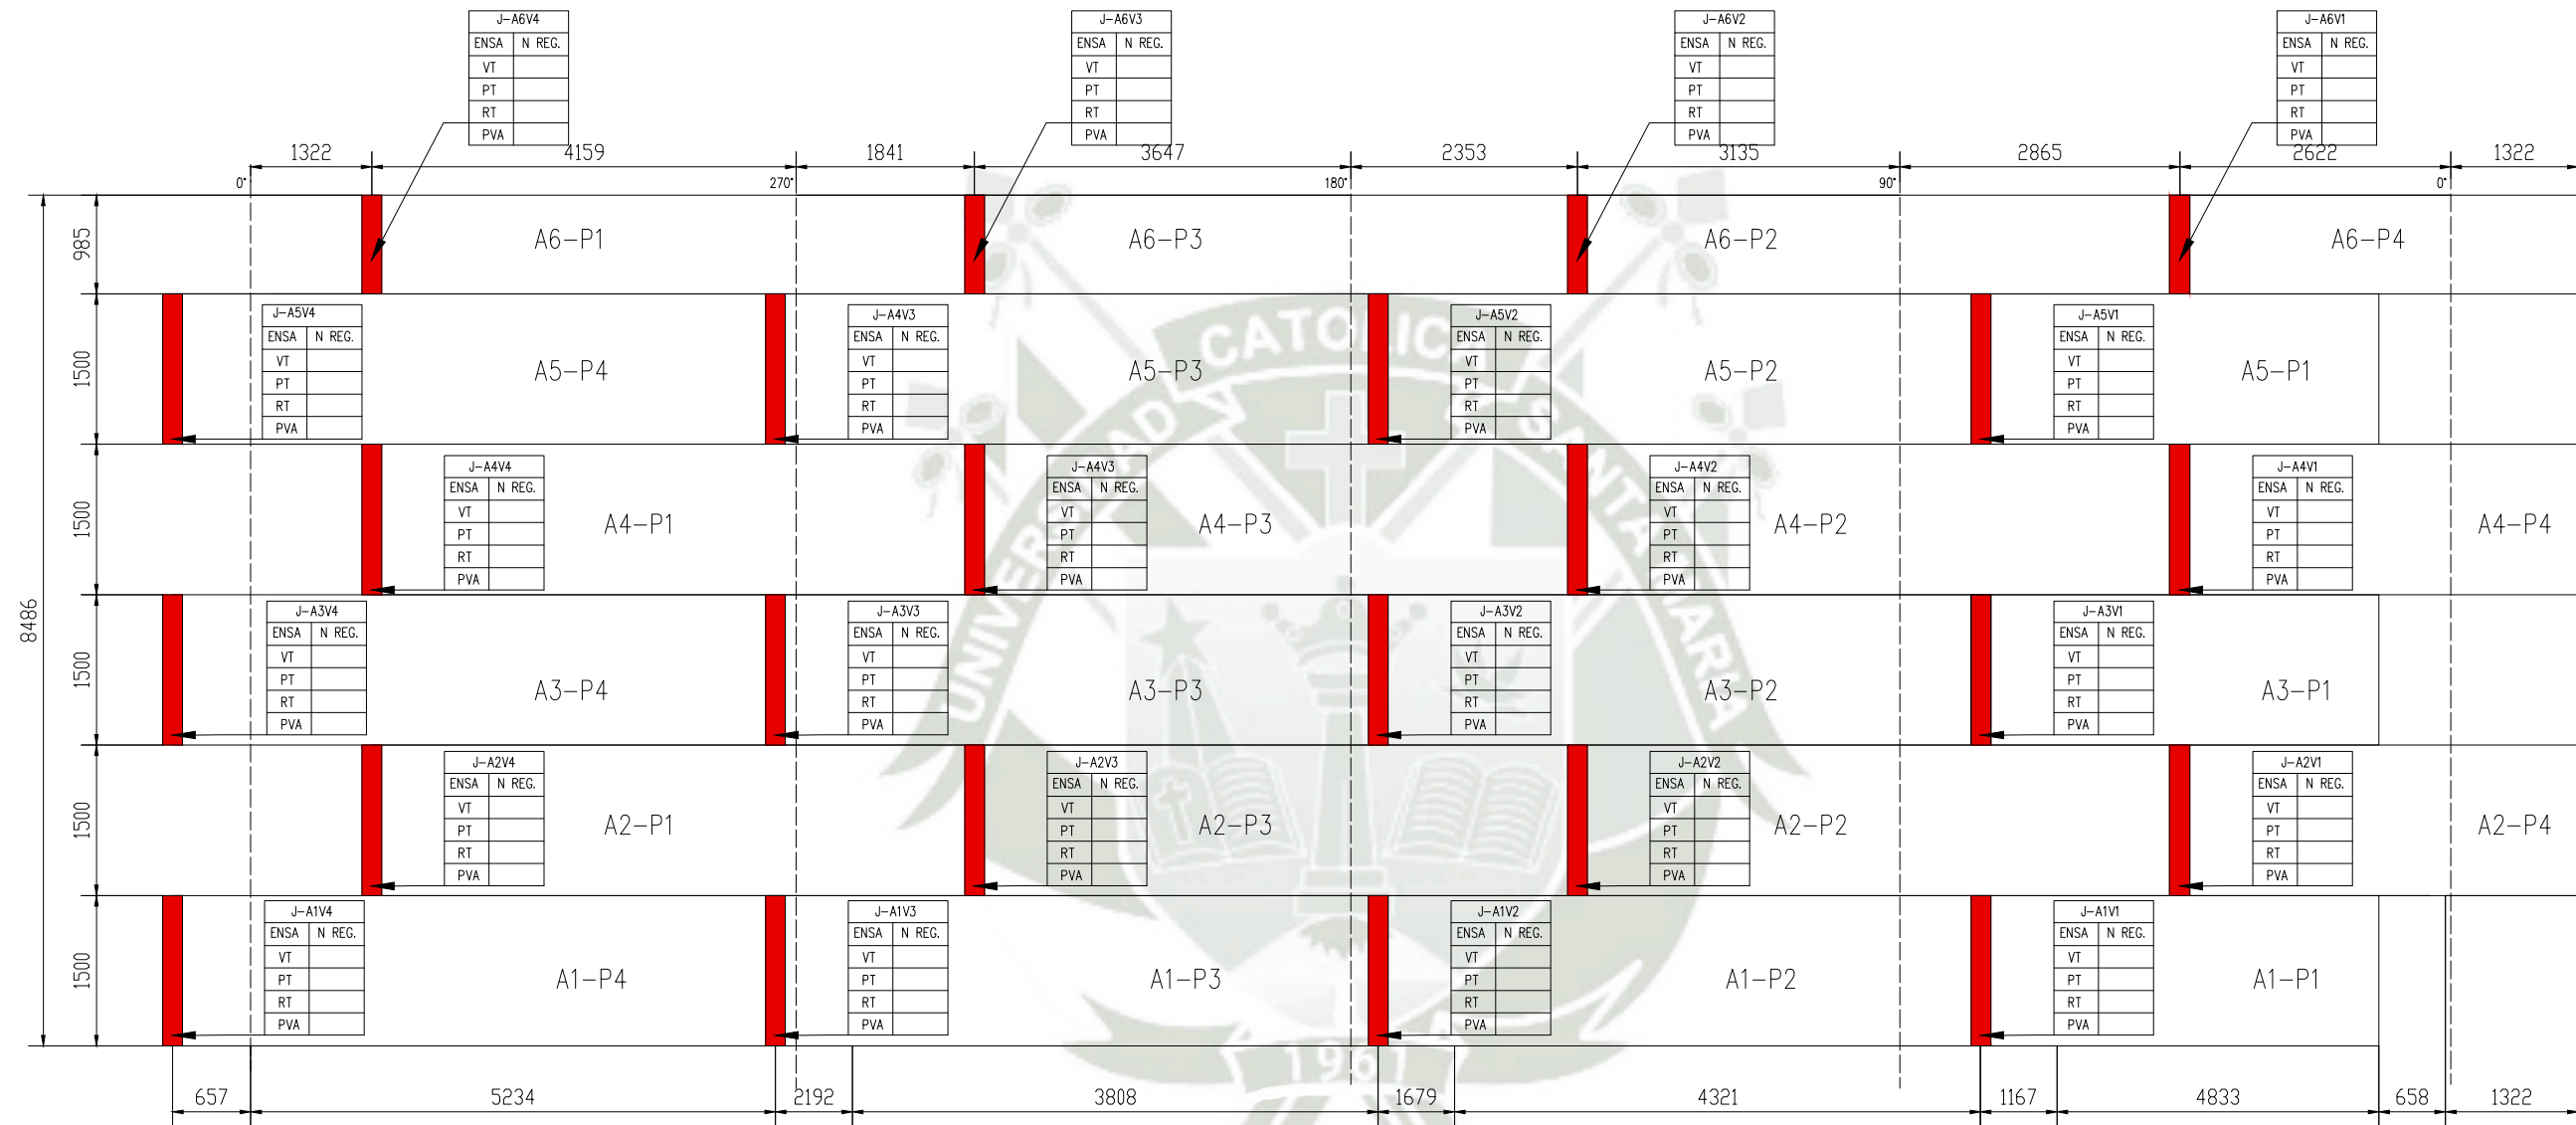 J-A6V4 J-A6V3 J-A6V2 J-A6V1
ENSA N REG. ENSA N REG. ENSA N REG. ENSA N REG.
VT VT VT VT
PT PT PT PT
RT RT RT RT
PVA PVA PVA PVA
1322 4159 1841 3647 2353 3135 2865 2622 1322
0° 270° 180° 90° 0°
985 A6-P1 A6-P3 A6-P2 A6-P4
J-A5V4 J-A4V3 J-A5V2 J-A5V1
ENSA N REG. ENSA N REG. ENSA N REG. ENSA N REG.
VT VT VT VT
1500 A5-P4 A5-P3 A5-P2 A5-P1
PT PT PT PT
RT RT RT RT
PVA PVA PVA PVA
J-A4V4 J-A4V3 J-A4V2 J-A4V1
ENSA N REG. ENSA N REG. ENSA N REG. ENSA N REG.
VT VT VT VT
1500 A4-P1 A4-P3 A4-P2 A4-P4
PT PT PT PT
RT RT RT RT
PVA PVA PVA PVA
8486
J-A3V4 J-A3V3 J-A3V2 J-A3V1
ENSA N REG. ENSA N REG. ENSA N REG. ENSA N REG.
VT VT VT VT
PT PT PT PT
1500 A3-P4 A3-P3 A3-P2 A3-P1
RT RT RT RT
PVA PVA PVA PVA
J-A2V4 J-A2V3 J-A2V2 J-A2V1
ENSA N REG. ENSA N REG. ENSA N REG. ENSA N REG.
VT VT VT VT
1500 A2-P1 A2-P3 A2-P2 A2-P4
PT PT PT PT
RT RT RT RT
PVA PVA PVA PVA
J-A1V4 J-A1V3 J-A1V2 J-A1V1
ENSA N REG. ENSA N REG. ENSA N REG. ENSA N REG.
VT VT VT VT
1500 A1-P4 A1-P3 A1-P2 A1-P1
PT PT PT PT
RT RT RT RT
PVA PVA PVA PVA
657 5234 2192 3808 1679 4321 1167 4833 658 1322
UNIVERSIDAD CATOLICA SANTA MARIA
1961